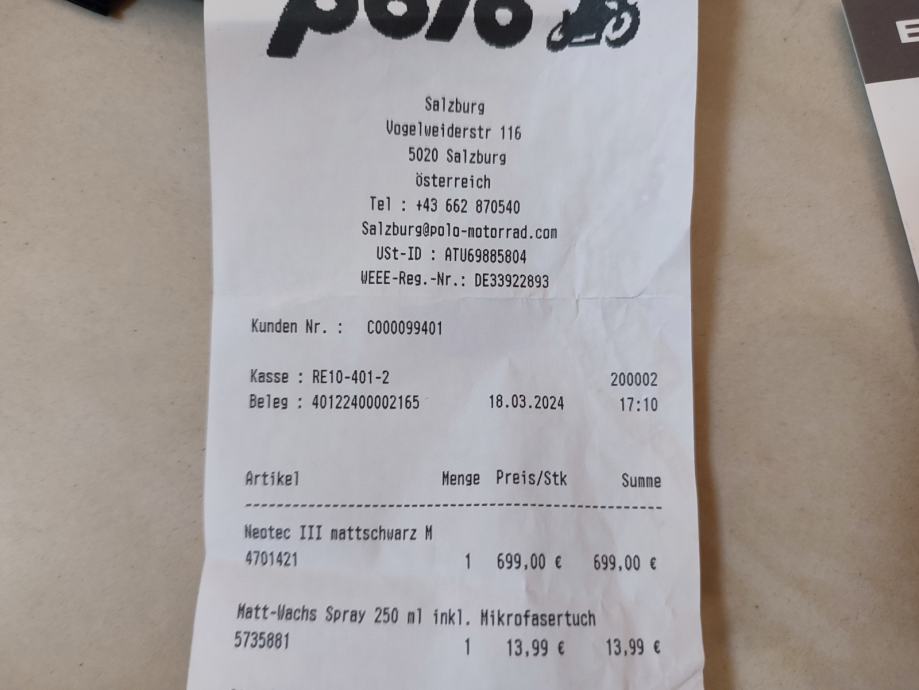 polo
Salzburg
Vogelweiderstr 116
5020 Salzburg
österreich
Tel : +43 662 870540
Salzburg@polo-motorrad.com
USt-ID : ATU69885804
WEEE-Reg.-Nr.: DE33922893
Kunden Nr. : C000099401
Kasse : RE10-401-2 200002
Beleg : 40122400002165 18.03.2024 17:10
Artikel Menge Preis/Stk Summe
Neotec III mattschwarz M
4701421 1 699,00 € 699,00 €
Matt-Wachs Spray 250 ml inkl. Mikrofasertuch
5735881 1 13,99 € 13,99 €